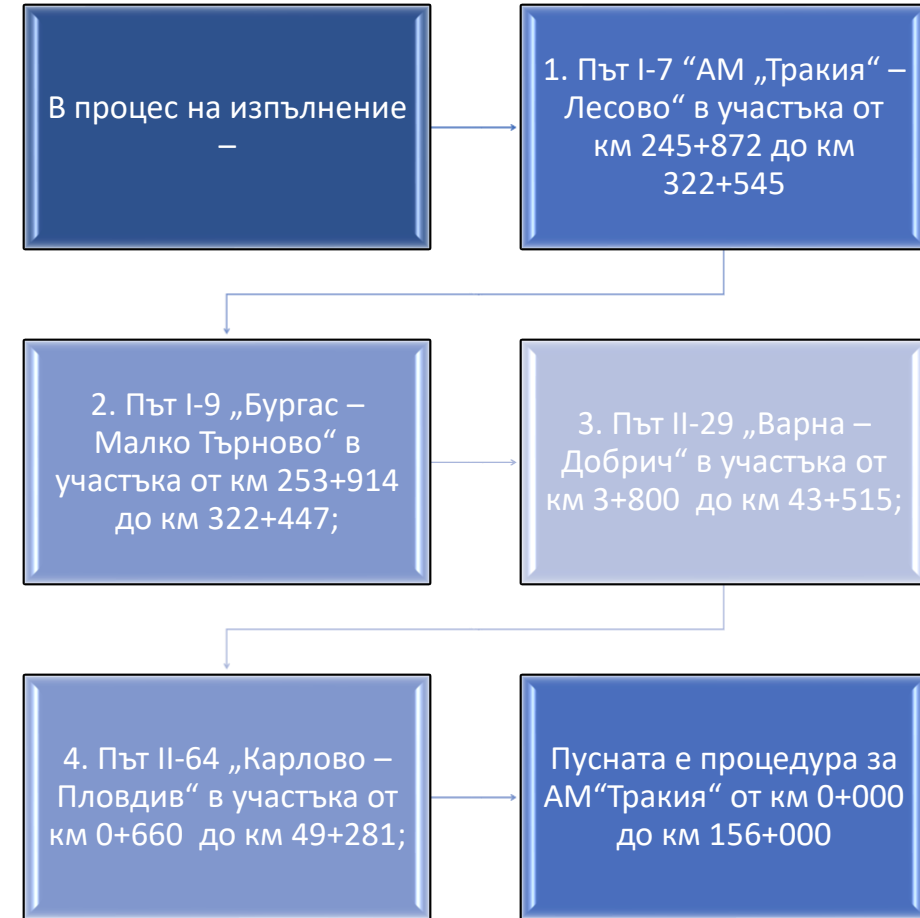 В процес на изпълнение
–
1. Път I-7 “АМ „Тракия“ –
Лесово“ в участъка от
км 245+872 до км
322+545
2. Път I-9 „Бургас –
Малко Търново“ в
участъка от км 253+914
до км 322+447;
3. Път II-29 „Варна –
Добрич“ в участъка от
км 3+800 до км 43+515;
4. Път II-64 „Карлово –
Пловдив“ в участъка от
км 0+660 до км 49+281;
Пусната е процедура за
АМ“Тракия“ от км 0+000
до км 156+000